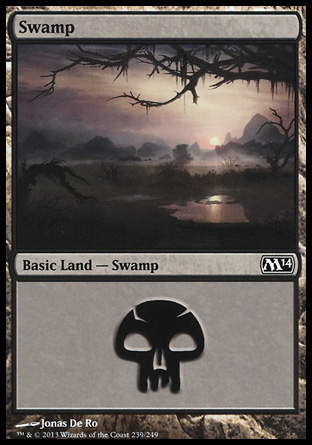 Swamp
Basic Land — Swamp
M14
Jonas De Ro
™ & © 2013 Wizards of the Coast 239/249